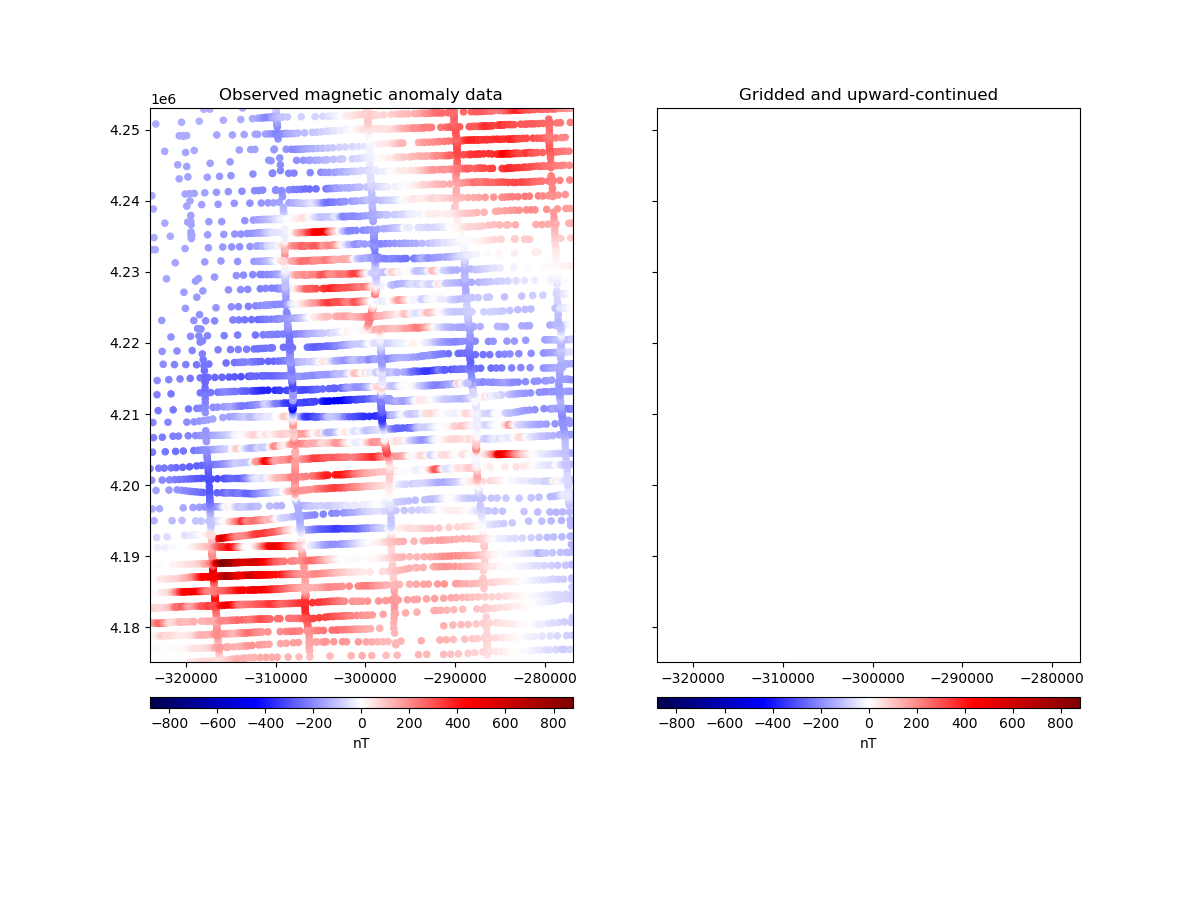 Observed magnetic anomaly data
1e6
4.25
4.24
4.23
4.22
4.21
4.20
4.19
4.18
−320000 −310000 −300000 −290000 −280000
−800 −600 −400 −200 0 200 400 600 800
nT
Gridded and upward-continued
−320000 −310000 −300000 −290000 −280000
−800 −600 −400 −200 0 200 400 600 800
nT